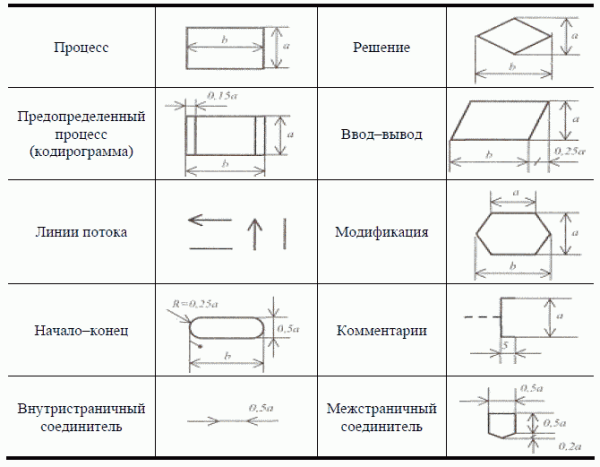 Процесс
b
a
Решение
a
b
Предопределенный
процесс
(кодирограмма)
0,15a
a
b
Ввод–вывод
a
b
0,25a
Линии потока
Модификация
a
a
b
Начало–конец
R=0,25a
0,5a
b
Комментарии
a
5
Внутристраничный
соединитель
0,5a
Межстраничный
соединитель
0,5a
0,5a
0,2a